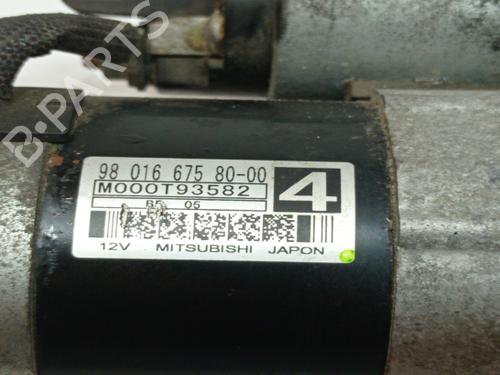 98 016 675 80-00
M000T93582
4
05
12V MITSUBISHI JAPON
B-PARTS